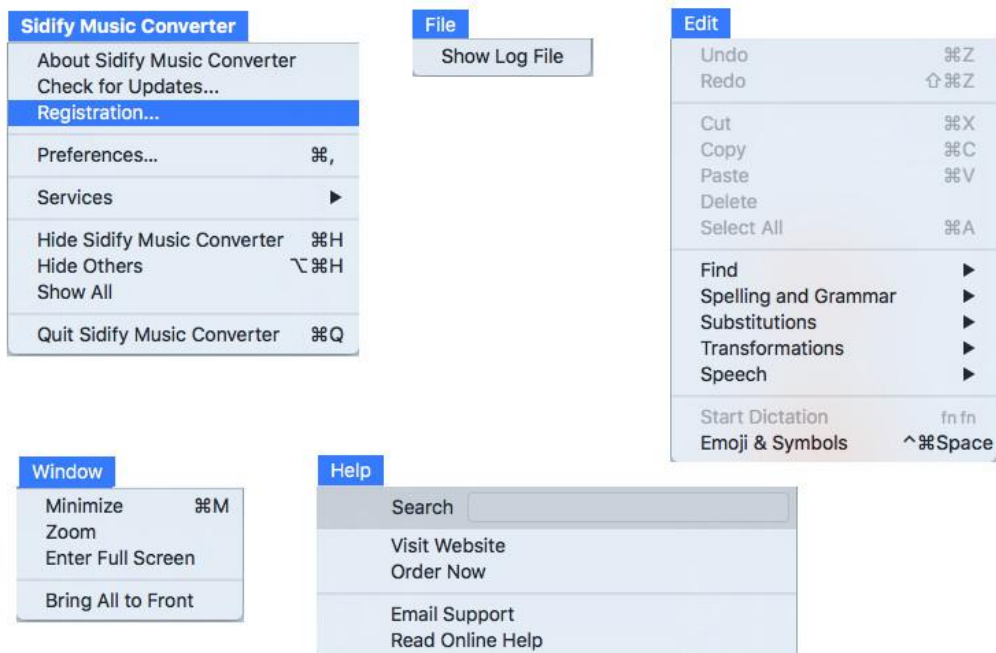 Sidify Music Converter
About Sidify Music Converter
Check for Updates...
Registration...
Preferences... ⌘,
Services ▶
Hide Sidify Music Converter ⌘H
Hide Others ⌥⌘H
Show All
Quit Sidify Music Converter ⌘Q
File
Show Log File
Edit
Undo ⌘Z
Redo ⇧⌘Z
Cut ⌘X
Copy ⌘C
Paste ⌘V
Delete
Select All ⌘A
Find ▶
Spelling and Grammar ▶
Substitutions ▶
Transformations ▶
Speech ▶
Start Dictation fn fn
Emoji & Symbols ^⌘Space
Window
Minimize ⌘M
Zoom
Enter Full Screen
Bring All to Front
Help
Search
Visit Website
Order Now
Email Support
Read Online Help